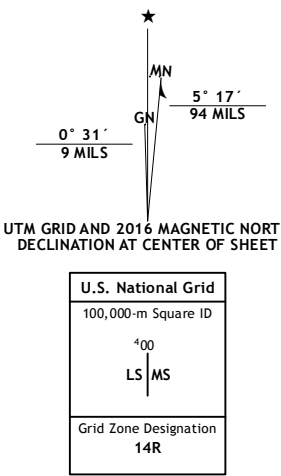 MN
GN
5° 17´
94 MILS
0° 31´
9 MILS
UTM GRID AND 2016 MAGNETIC NORT
DECLINATION AT CENTER OF SHEET
U.S. National Grid
100,000-m Square ID
400
LS MS
Grid Zone Designation
14R